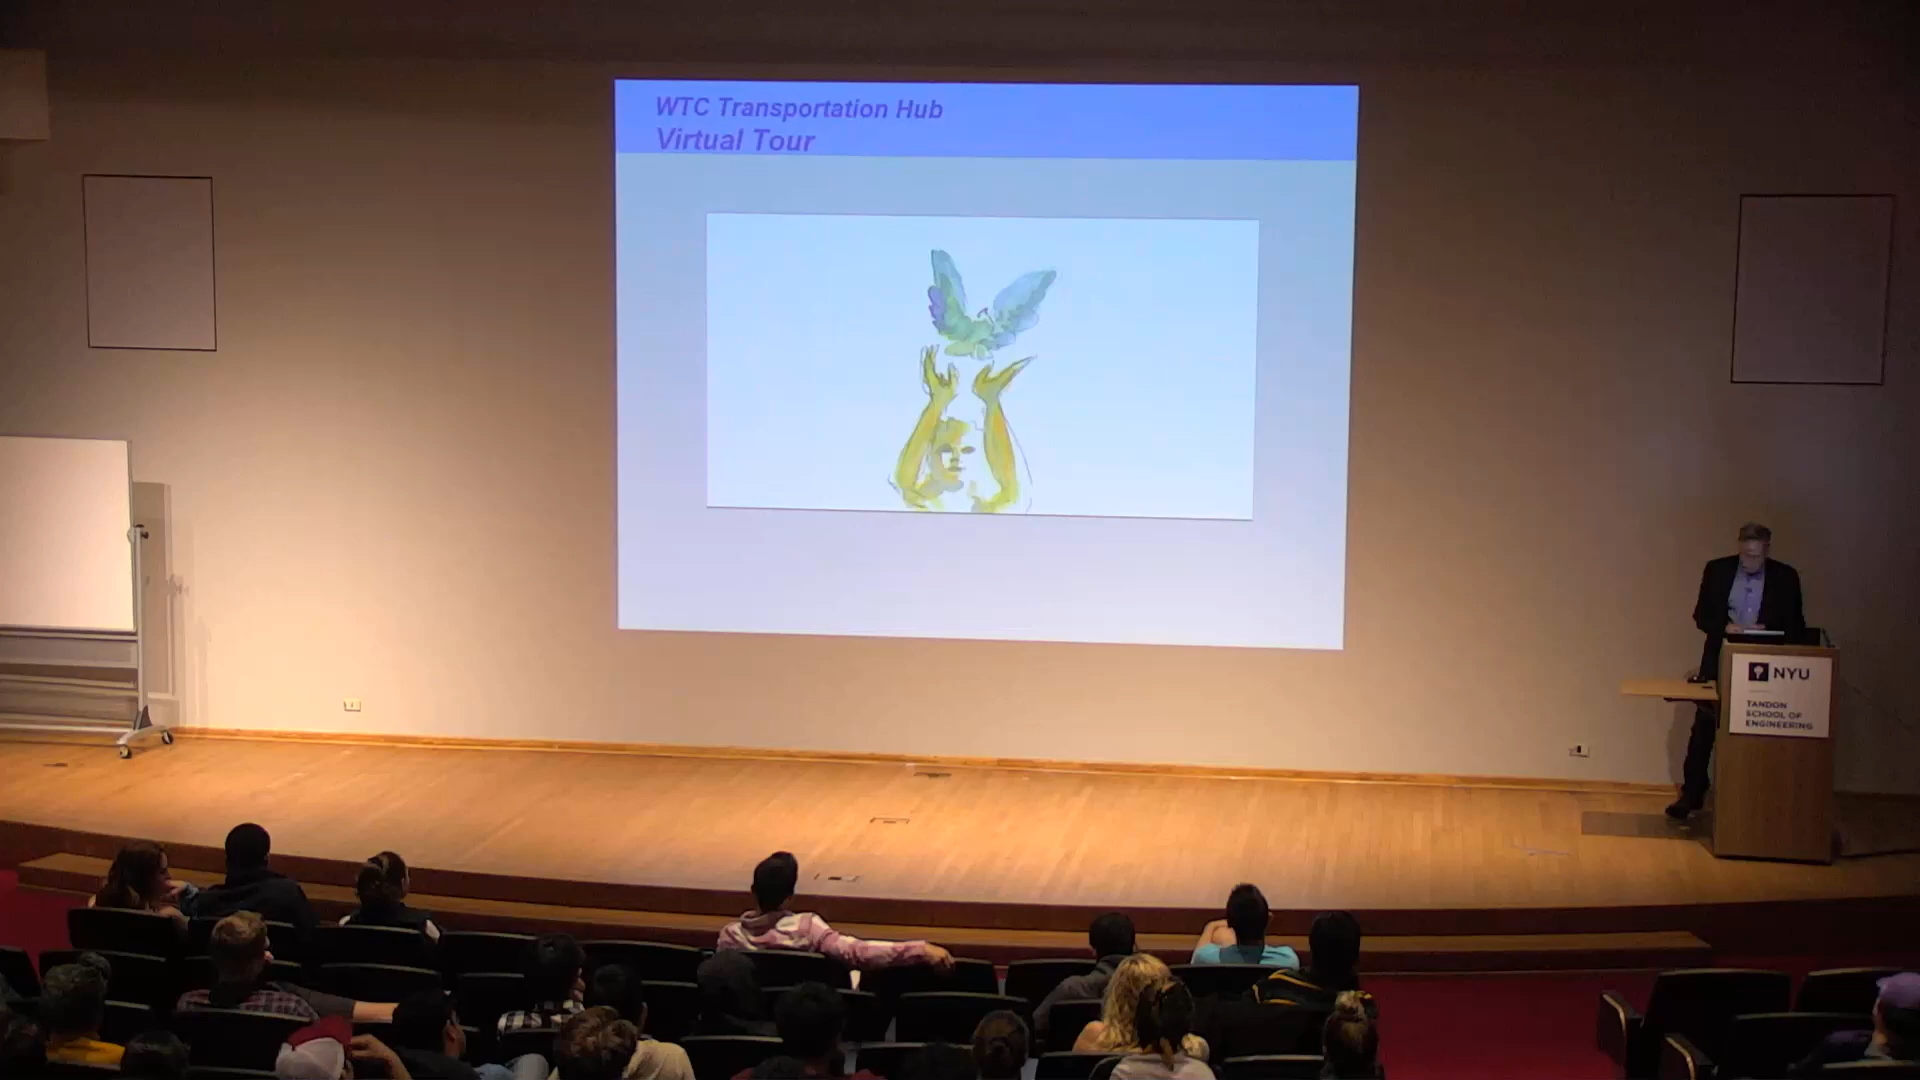 WTC Transportation Hub
Virtual Tour
NYU
TANDON
SCHOOL OF
ENGINEERING